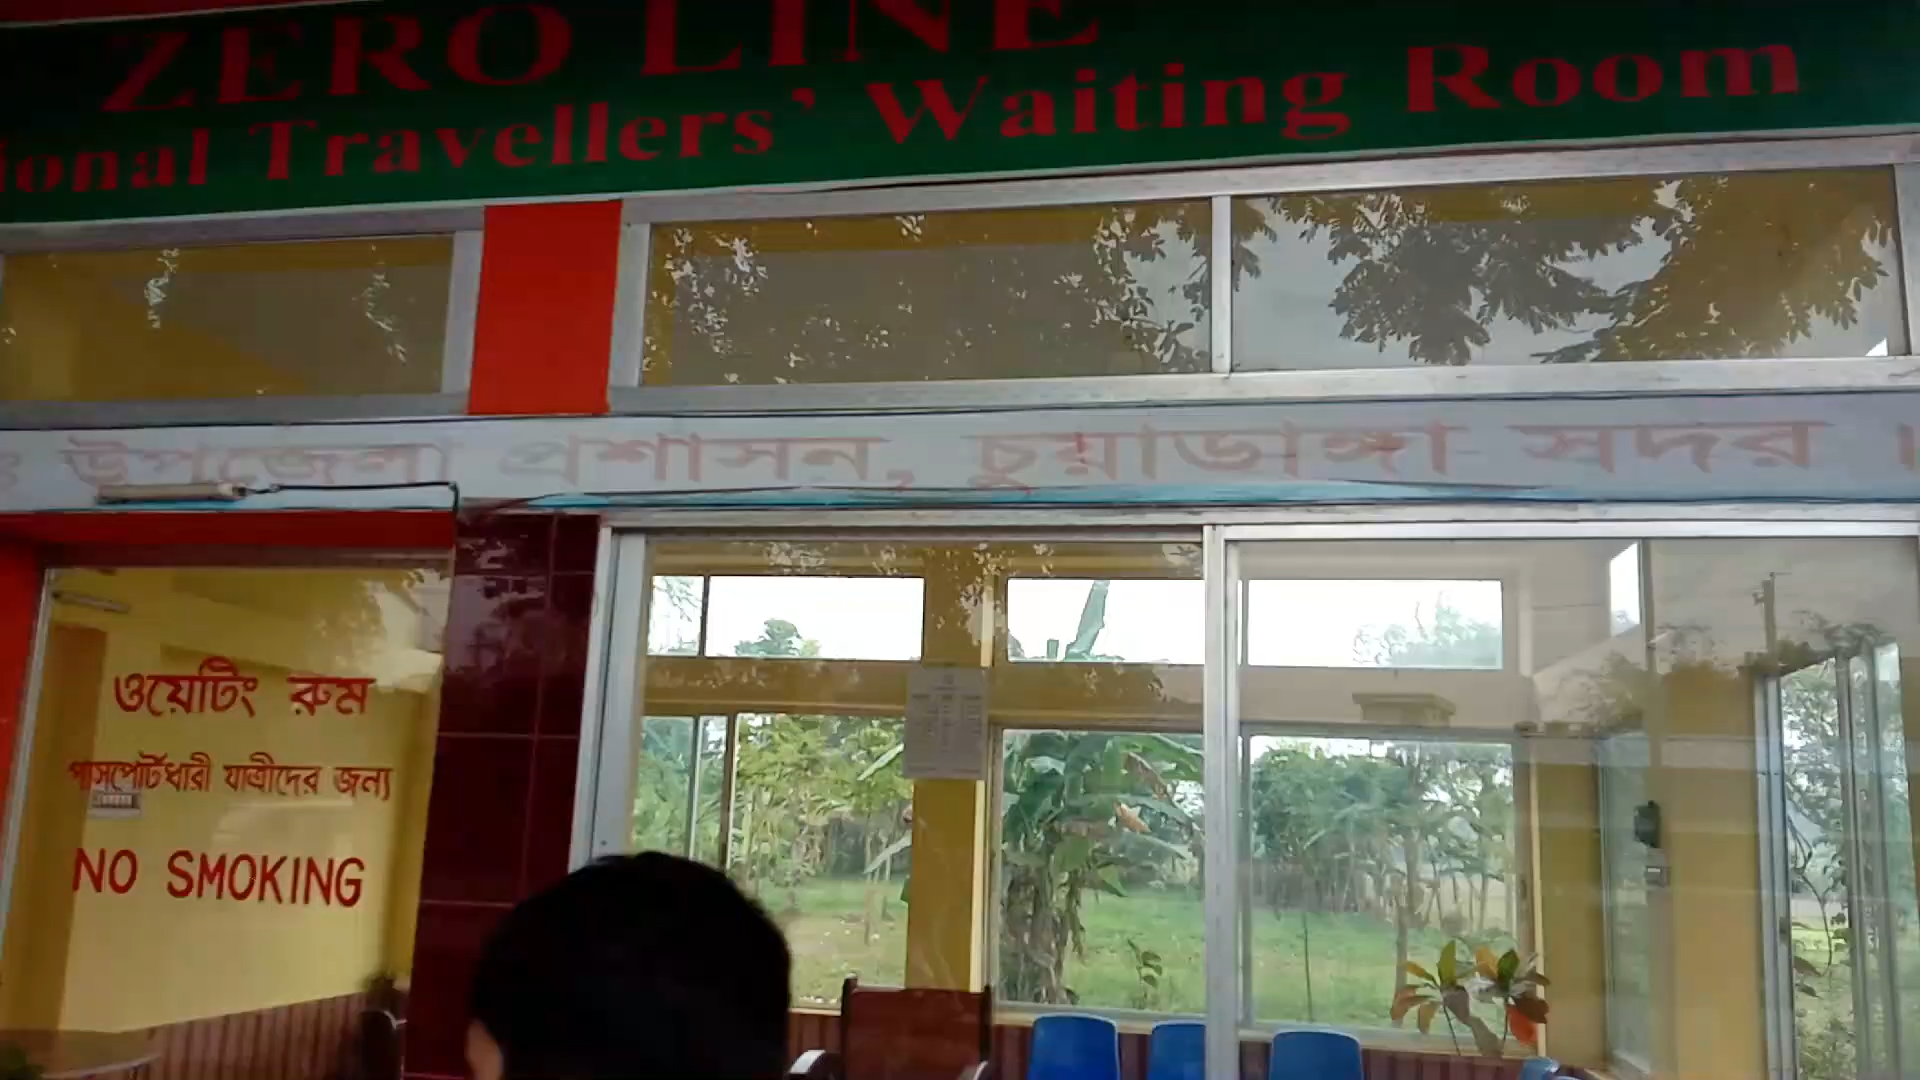 ZERO LINE
ional Travellers' Waiting Room
ঃ উপজেলা প্রশাসন, চুয়াডাঙ্গা সদর।
ওয়েটিং রুম
পাসপোর্টধারী যাত্রীদের জন্য
NO SMOKING